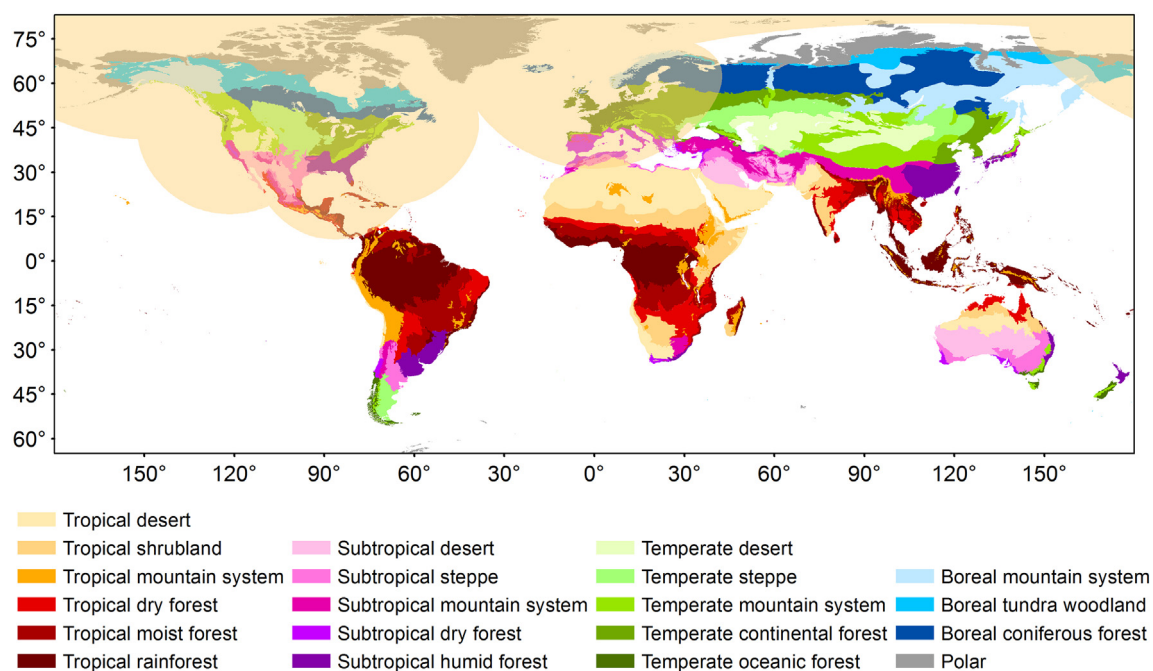 75°
60°
45°
30°
15°
0°
15°
30°
45°
60°
150° 120° 90° 60° 30° 0° 30° 60° 90° 120° 150°
Tropical desert
Tropical shrubland
Tropical mountain system
Tropical dry forest
Tropical moist forest
Tropical rainforest
Subtropical desert
Subtropical steppe
Subtropical mountain system
Subtropical dry forest
Subtropical humid forest
Temperate desert
Temperate steppe
Temperate mountain system
Temperate continental forest
Temperate oceanic forest
Boreal mountain system
Boreal tundra woodland
Boreal coniferous forest
Polar